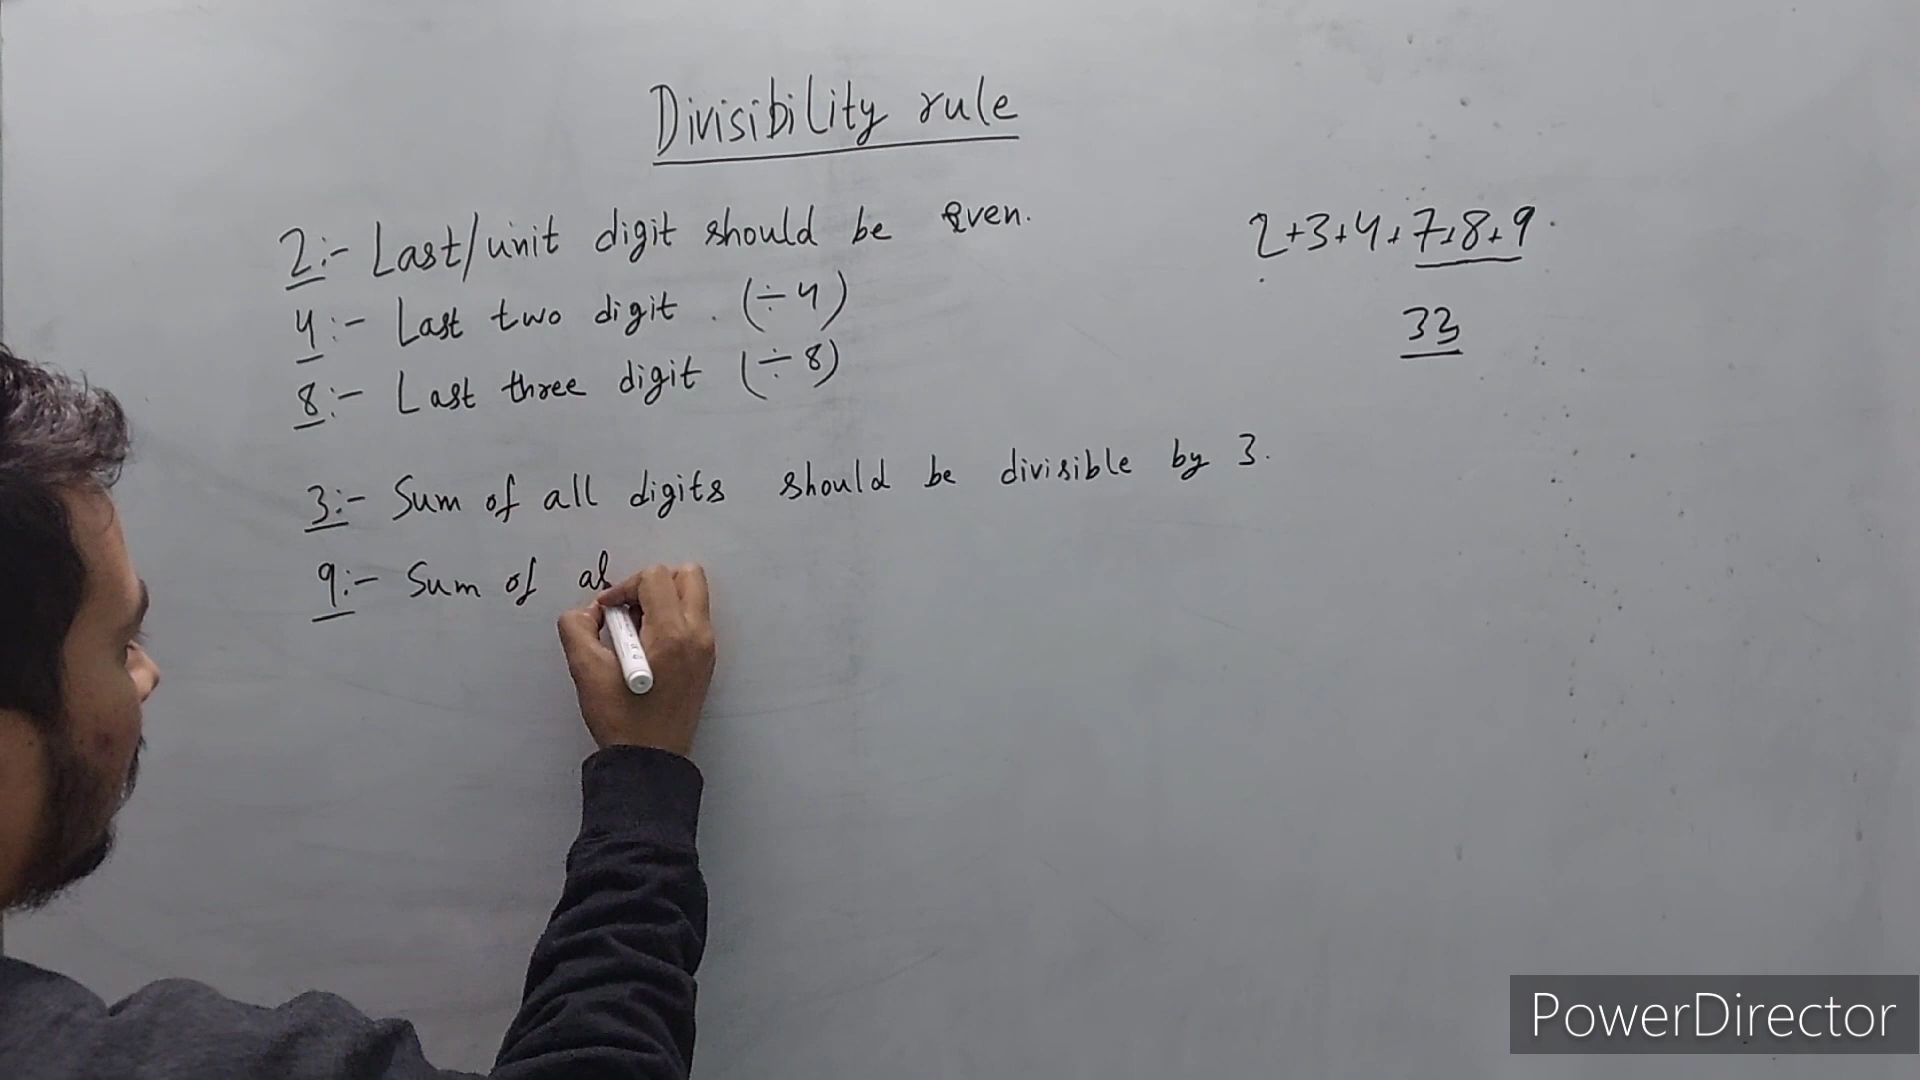 Divisibility rule
2:- Last/unit digit should be even.
4:- Last two digit. (÷4)
8:- Last three digit (÷8)
3:- Sum of all digits should be divisible by 3.
9:- Sum of al
2+3+4+7+8+9
33
PowerDirector